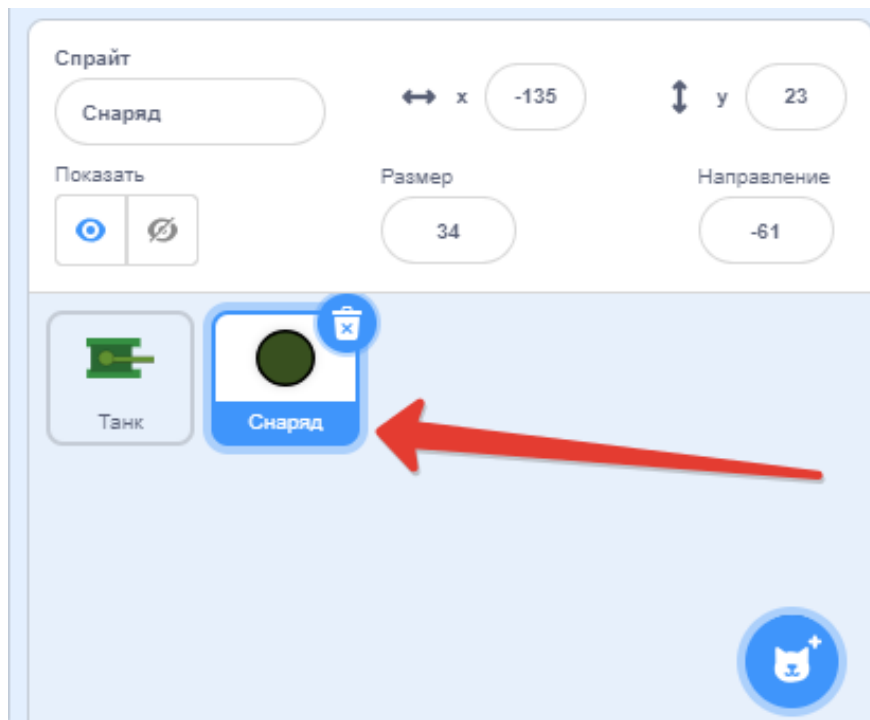 Спрайт
Снаряд
x -135
y 23
Показать
Размер
Направление
34
-61
Танк
Снаряд